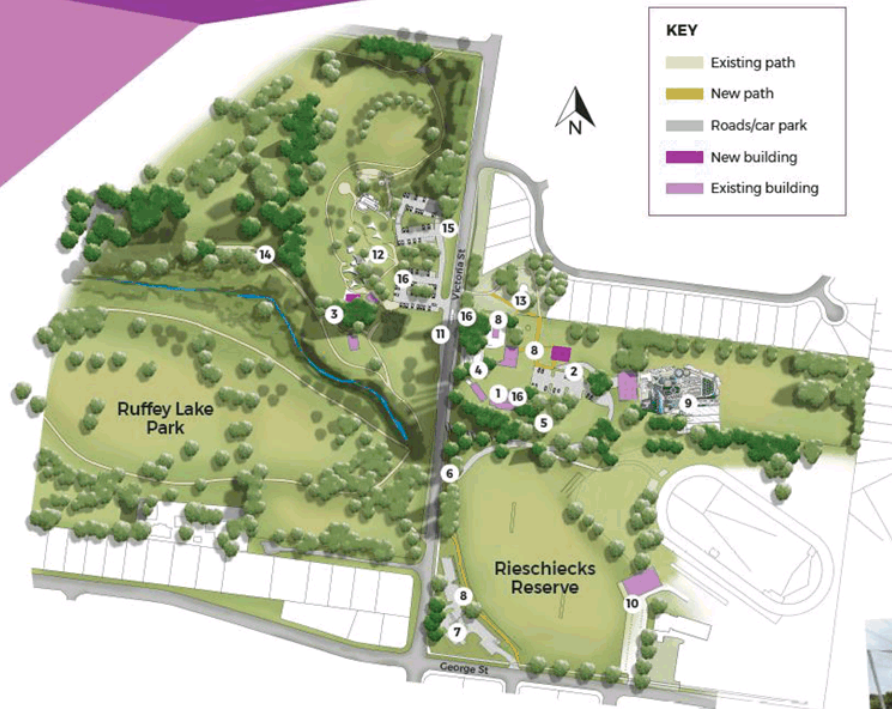 KEY
Existing path
New path
Roads/car park
New building
Existing building
N
15
14
12
16
Victoria St
13
3
16
8
11
8
4
2
1
16
9
Ruffey Lake
Park
5
6
Rieschiecks
Reserve
8
10
7
George St